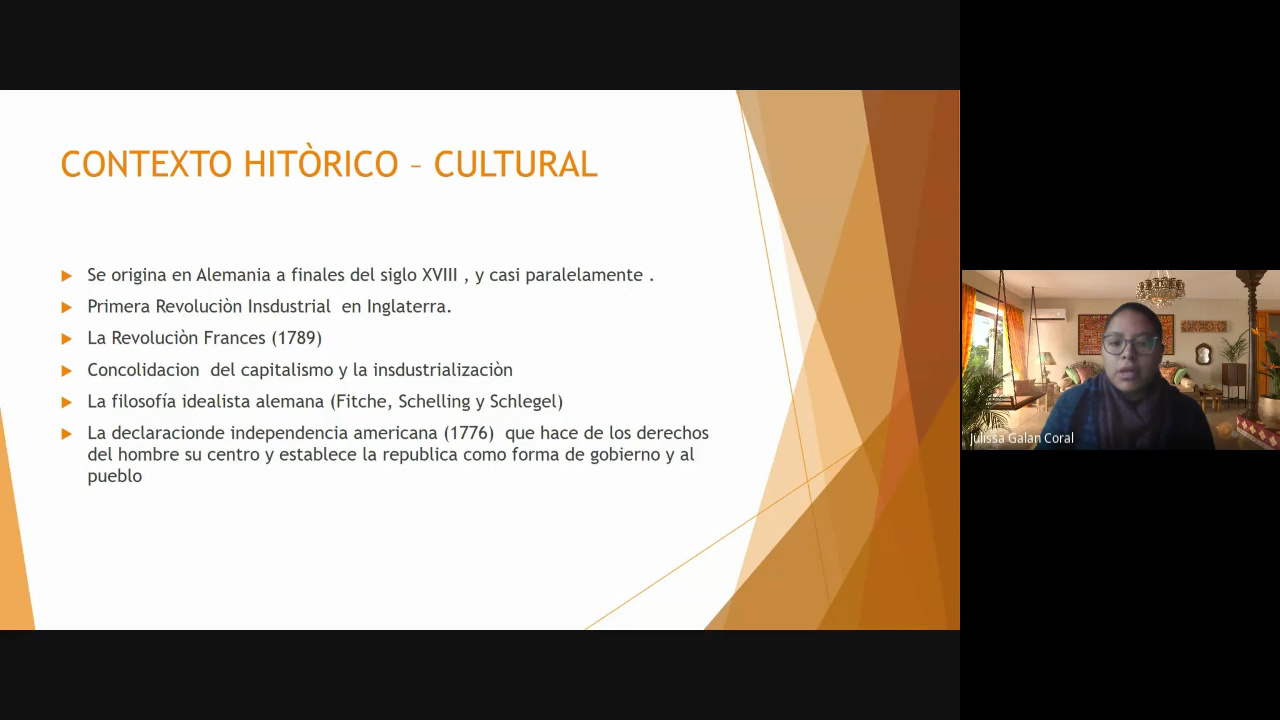 CONTEXTO HITÒRICO – CULTURAL
Se origina en Alemania a finales del siglo XVIII , y casi paralelamente .
Primera Revoluciòn Insdustrial  en Inglaterra.
La Revoluciòn Frances (1789)
Concolidacion  del capitalismo y la insdustrializaciòn
La filosofía idealista alemana (Fitche, Schelling y Schlegel)
La declaracionde independencia americana (1776)  que hace de los derechos
del hombre su centro y establece la republica como forma de gobierno y al
pueblo
Julissa Galan Coral